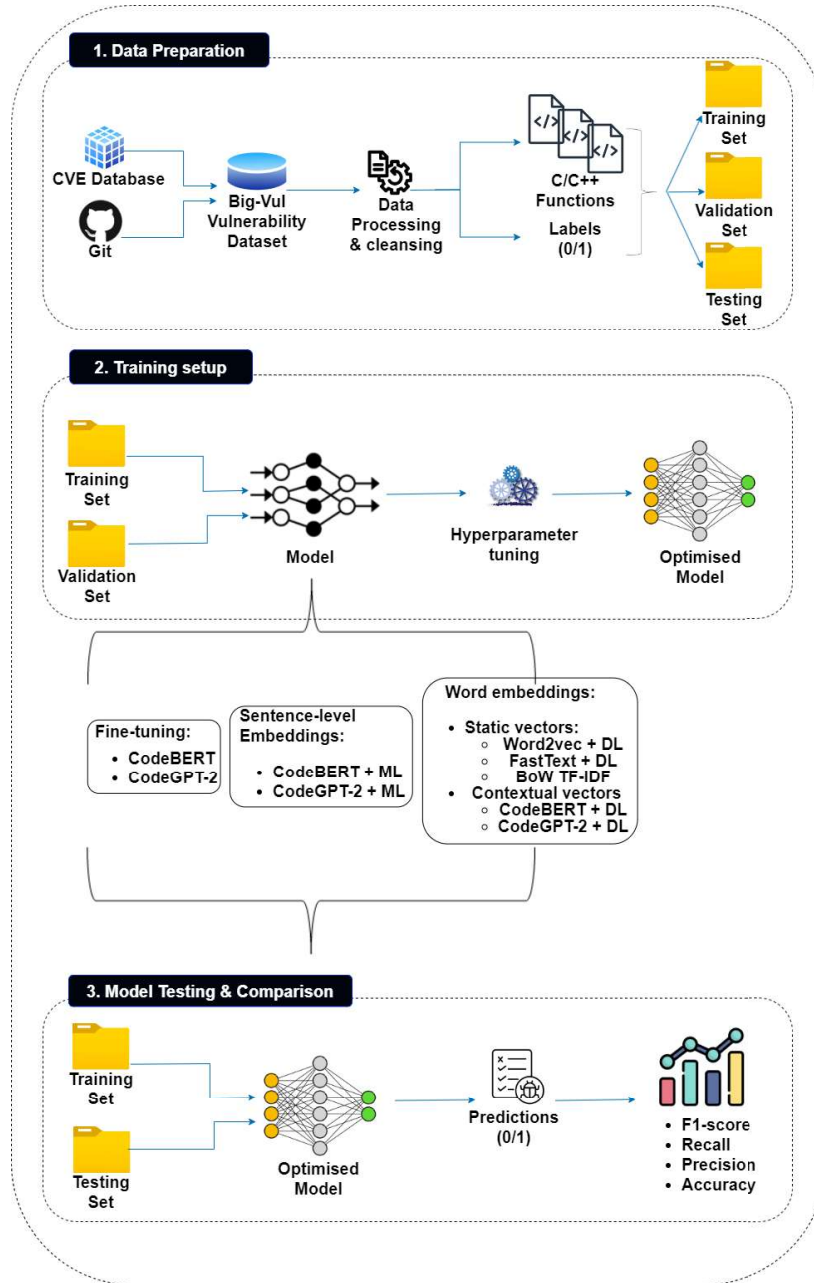 1. Data Preparation
CVE Database
Git
Big-Vul
Vulnerability
Dataset
Data
Processing
& cleansing
</>
</>
</>
C/C++
Functions
Labels
(0/1)
Training
Set
Validation
Set
Testing
Set
2. Training setup
Training
Set
Validation
Set
Model
Hyperparameter
tuning
Optimised
Model
Fine-tuning:
• CodeBERT
• CodeGPT-2
Sentence-level
Embeddings:
• CodeBERT + ML
• CodeGPT-2 + ML
Word embeddings:
• Static vectors:
○ Word2vec + DL
○ FastText + DL
○ BoW TF-IDF
• Contextual vectors
○ CodeBERT + DL
○ CodeGPT-2 + DL
3. Model Testing & Comparison
Training
Set
Testing
Set
Optimised
Model
Predictions
(0/1)
• F1-score
• Recall
• Precision
• Accuracy